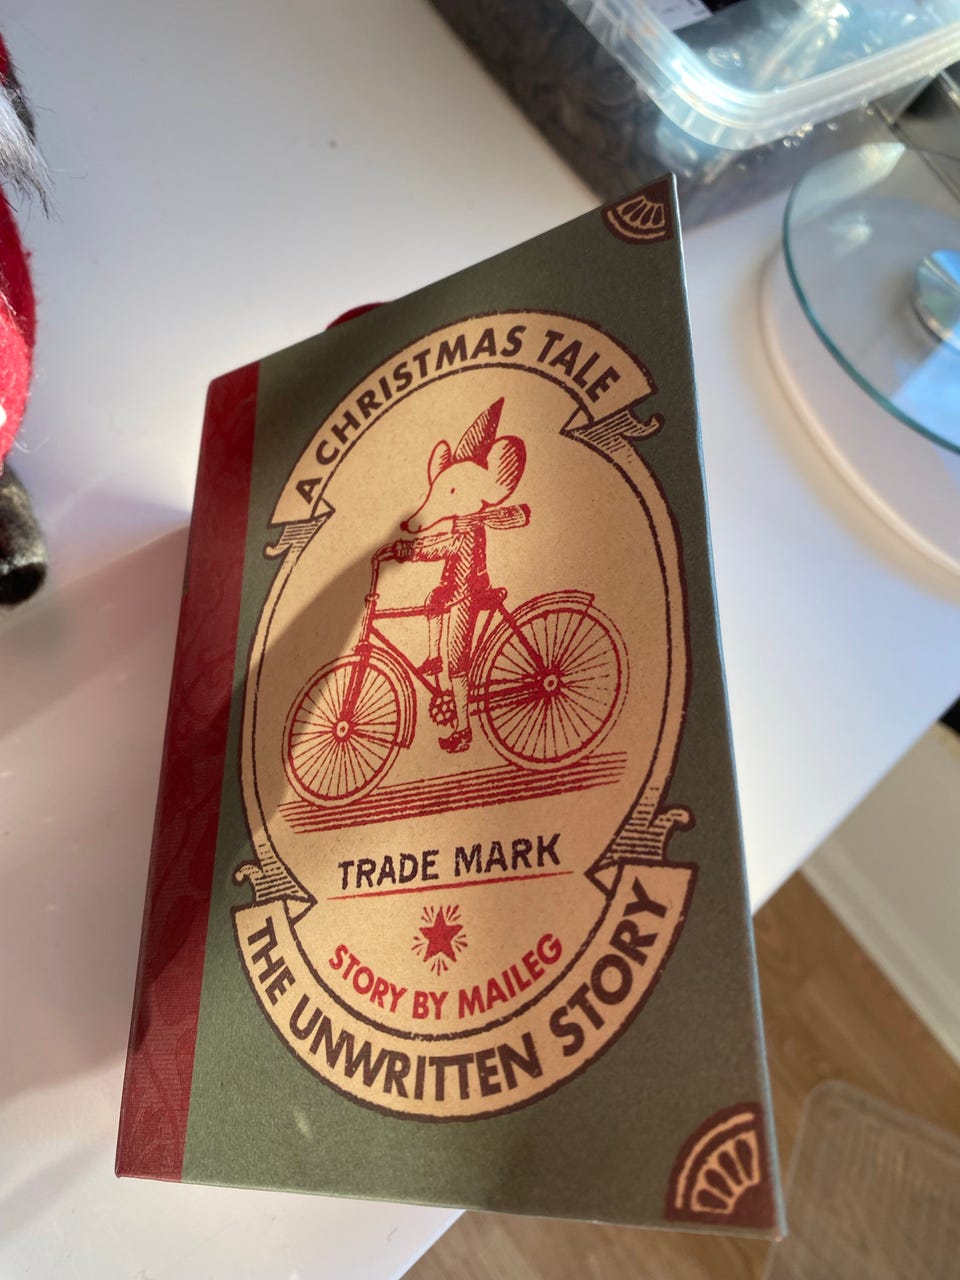 A CHRISTMAS TALE
TRADE MARK
STORY BY MAILEG
THE UNWRITTEN STORY